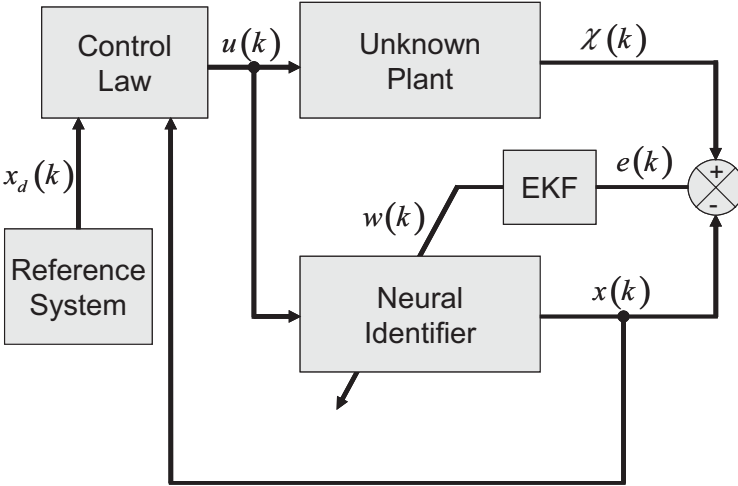 Control
Law
u(k)
Unknown
Plant
χ(k)
x_d(k)
EKF
e(k)
+
-
w(k)
Reference
System
Neural
Identifier
x(k)